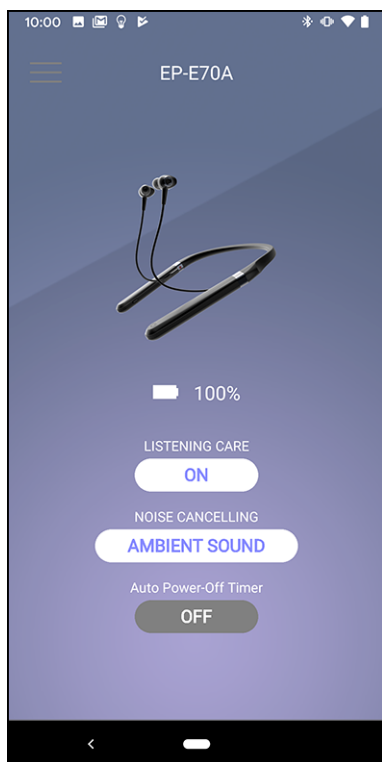 10:00
EP-E70A
100%
LISTENING CARE
ON
NOISE CANCELLING
AMBIENT SOUND
Auto Power-Off Timer
OFF